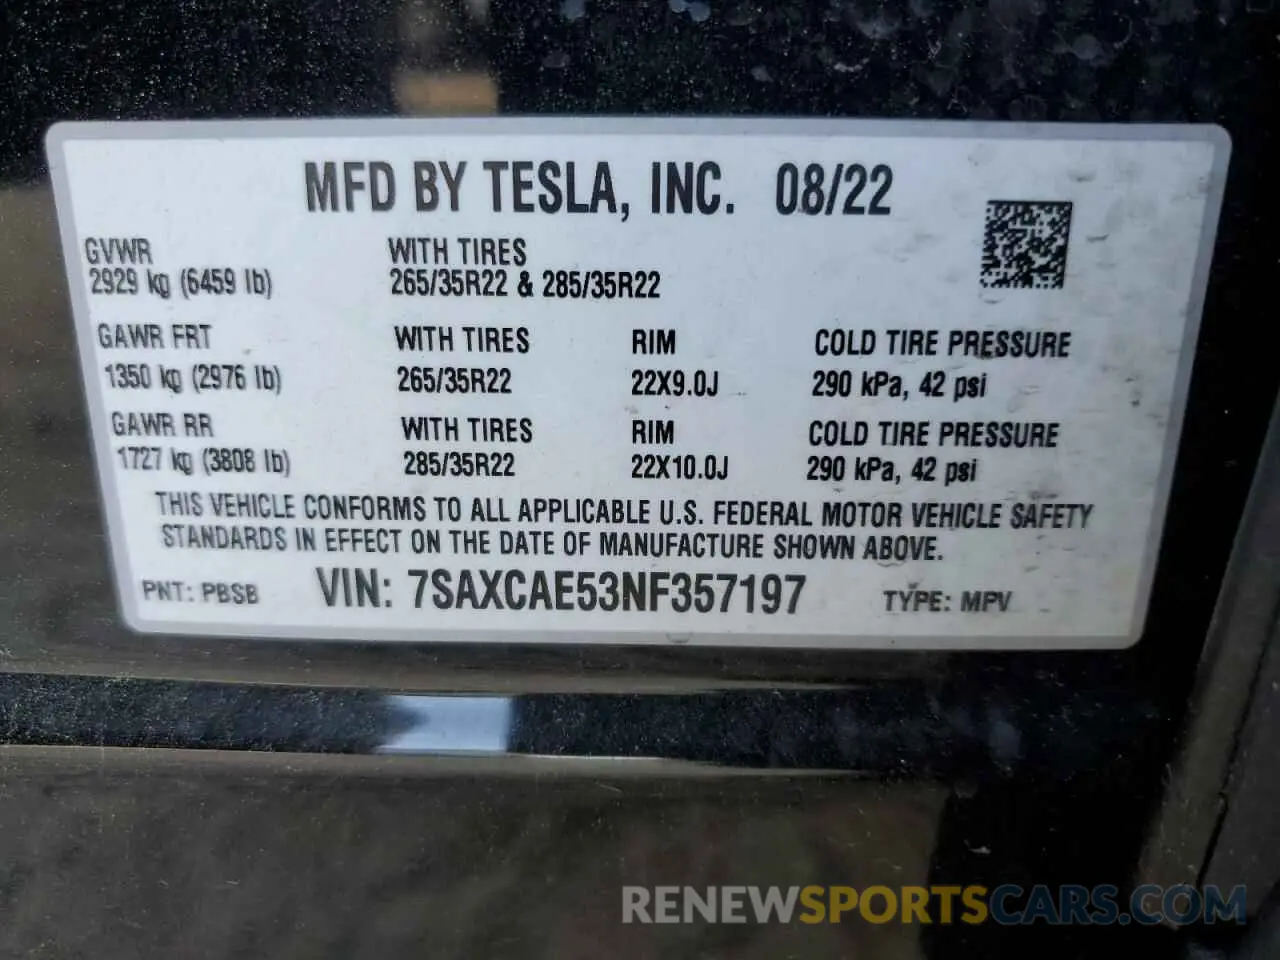 MFD BY TESLA, INC. 08/22
GVWR WITH TIRES
2929 kg (6459 lb) 265/35R22 & 285/35R22
GAWR FRT WITH TIRES RIM COLD TIRE PRESSURE
1350 kg (2976 lb) 265/35R22 22X9.0J 290 kPa, 42 psi
GAWR RR WITH TIRES RIM COLD TIRE PRESSURE
1727 kg (3808 lb) 285/35R22 22X10.0J 290 kPa, 42 psi
THIS VEHICLE CONFORMS TO ALL APPLICABLE U.S. FEDERAL MOTOR VEHICLE SAFETY
STANDARDS IN EFFECT ON THE DATE OF MANUFACTURE SHOWN ABOVE.
PNT: PBSB VIN: 7SAXCAE53NF357197 TYPE: MPV
RENEWSPORTSCARS.COM